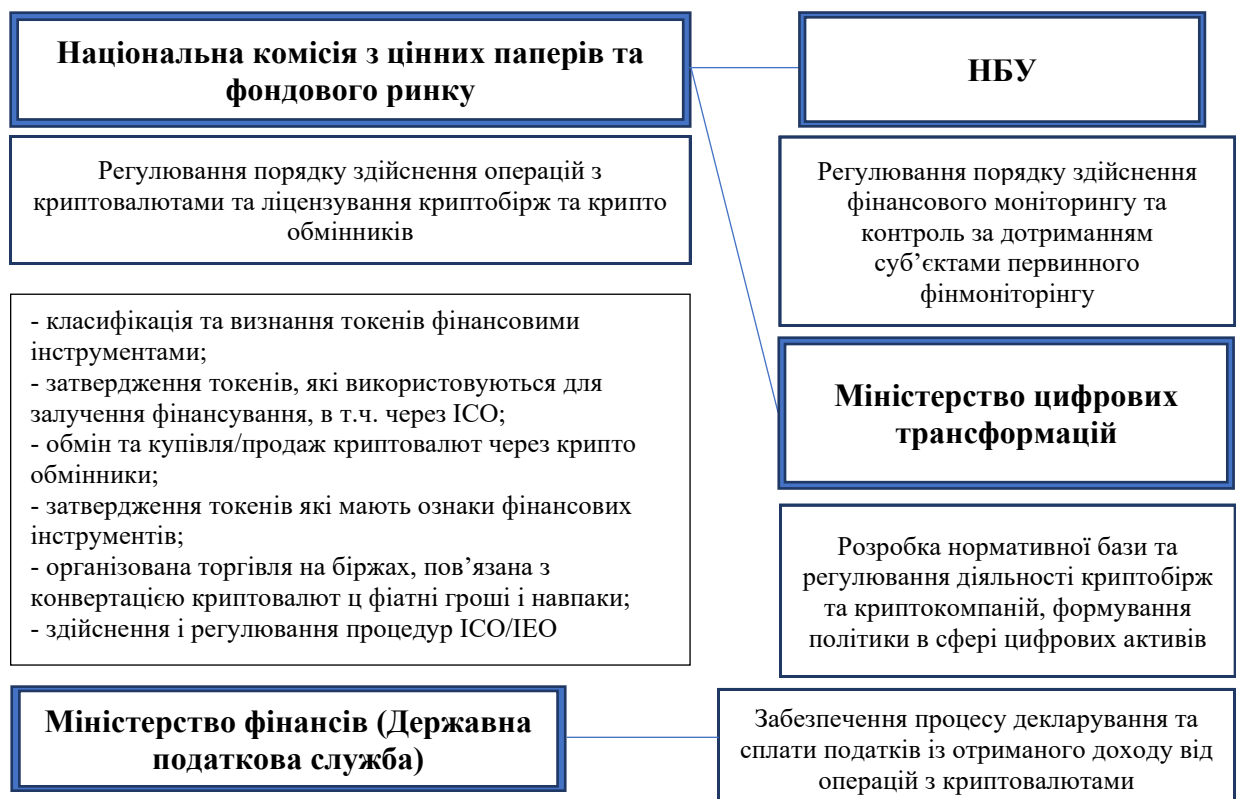 Національна комісія з цінних паперів та
фондового ринку
Регулювання порядку здійснення операцій з
криптовалютами та ліцензування криптобірж та крипто
обмінників
- класифікація та визнання токенів фінансовими
інструментами;
- затвердження токенів, які використовуються для
залучення фінансування, в т.ч. через ICO;
- обмін та купівля/продаж криптовалют через крипто
обмінники;
- затвердження токенів які мають ознаки фінансових
інструментів;
- організована торгівля на біржах, пов’язана з
конвертацією криптовалют ц фіатні гроші і навпаки;
- здійснення і регулювання процедур ICO/IEO
НБУ
Регулювання порядку здійснення
фінансового моніторингу та
контроль за дотриманням
суб’єктами первинного
фінмоніторінгу
Міністерство цифрових
трансформацій
Розробка нормативної бази та
регулювання діяльності криптобірж
та криптокомпаній, формування
політики в сфері цифрових активів
Міністерство фінансів (Державна
податкова служба)
Забезпечення процесу декларування та
сплати податків із отриманого доходу від
операцій з криптовалютами